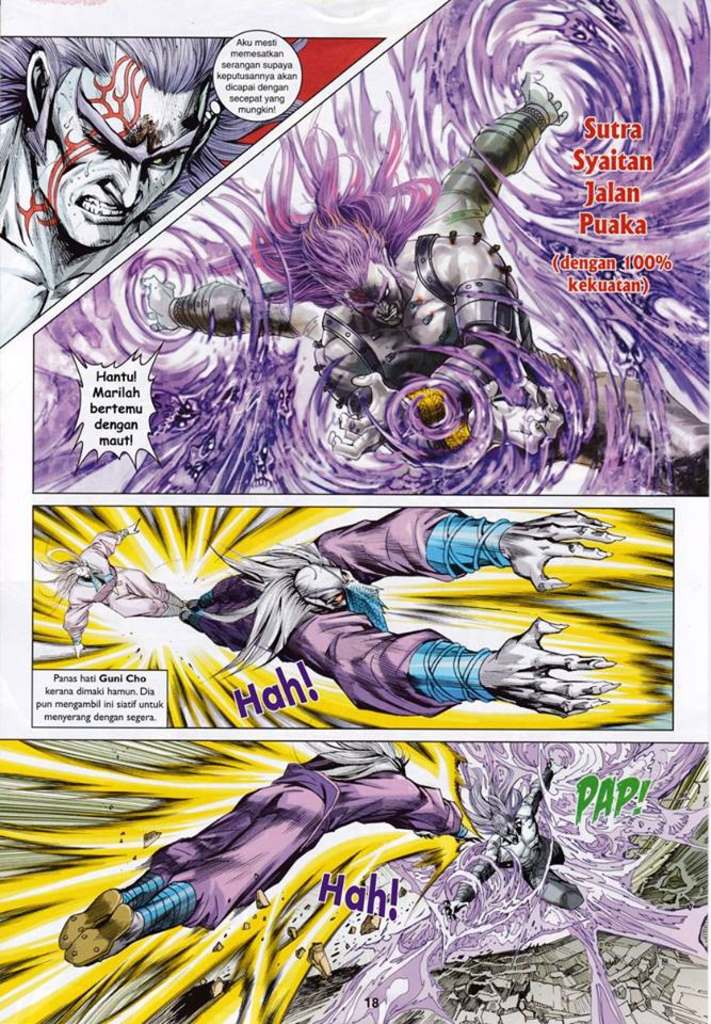 Aku mesti
memesatkan
serangan supaya
keputusannya akan
dicapai dengan
secepat yang
mungkin!
Sutra
Syaitan
Jalan
Puaka
(dengan 100%
kekuatan)
Hantu!
Marilah
bertemu
dengan
maut!
Panas hati Guni Cho
kerana dimaki hamun. Dia
pun mengambil ini siatif untuk
menyerang dengan segera.
Hah!
PAP!
Hah!
18